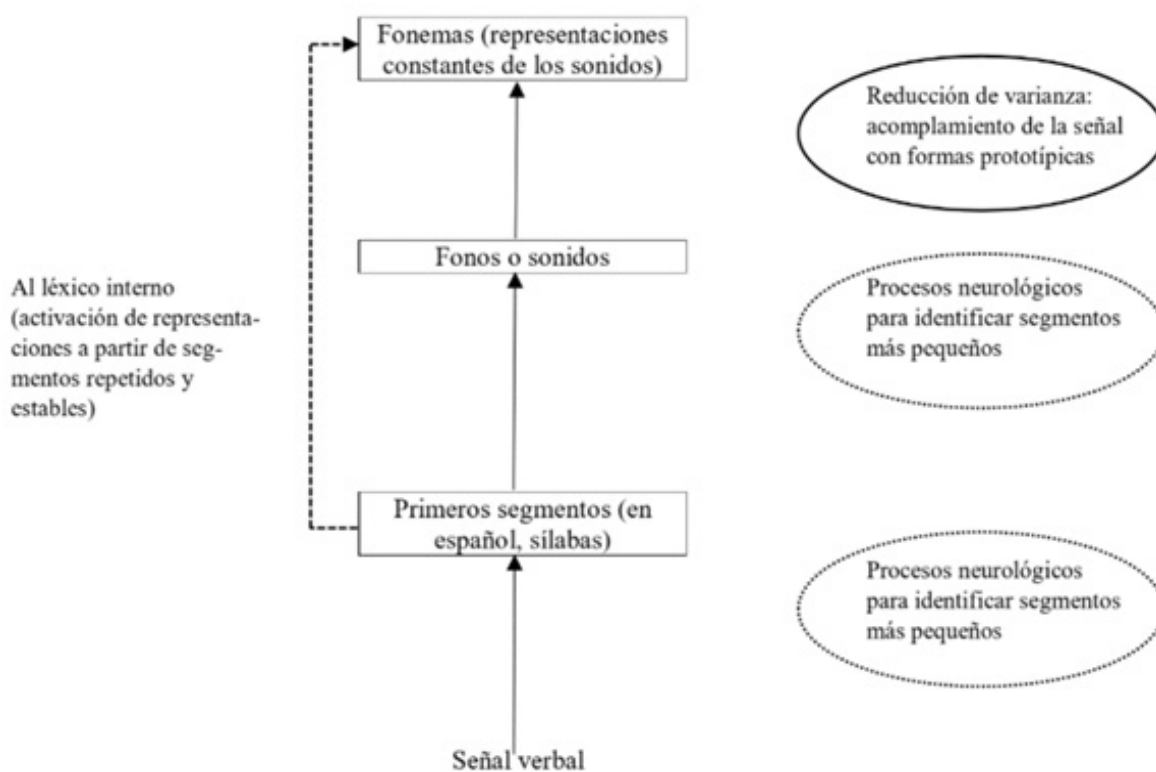 Fonemas (representaciones
constantes de los sonidos)
Reducción de varianza:
acomplamiento de la señal
con formas prototípicas
Fonos o sonidos
Al léxico interno
(activación de representa-
ciones a partir de seg-
mentos repetidos y
estables)
Procesos neurológicos
para identificar segmentos
más pequeños
Primeros segmentos (en
español, sílabas)
Procesos neurológicos
para identificar segmentos
más pequeños
Señal verbal